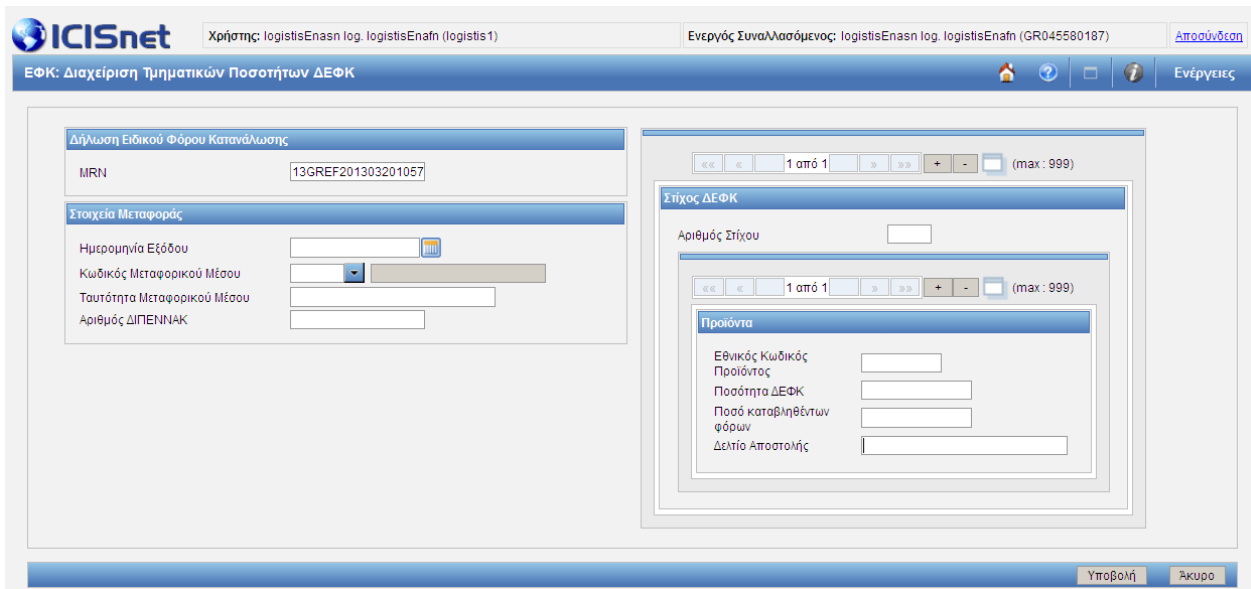 ICISnet Χρήστης: logistisEnasn log. logistisEnafn (logistis1) Ενεργός Συναλλασόμενος: logistisEnasn log. logistisEnafn (GR045580187) Αποσύνδεση
ΕΦΚ: Διαχείριση Τμηματικών Ποσοτήτων ΔΕΦΚ Ενέργειες
Δήλωση Ειδικού Φόρου Κατανάλωσης
MRN 13GREF201303201057
Στοιχεία Μεταφοράς
Ημερομηνία Εξόδου
Κωδικός Μεταφορικού Μέσου
Ταυτότητα Μεταφορικού Μέσου
Αριθμός ΔΙΠΕΝΝΑΚ
«« « 1 από 1 » »» + - (max : 999)
Στίχος ΔΕΦΚ
Αριθμός Στίχου
«« « 1 από 1 » »» + - (max : 999)
Προϊόντα
Εθνικός Κωδικός
Προϊόντος
Ποσότητα ΔΕΦΚ
Ποσό καταβληθέντων
φόρων
Δελτίο Αποστολής
Υποβολή Άκυρο